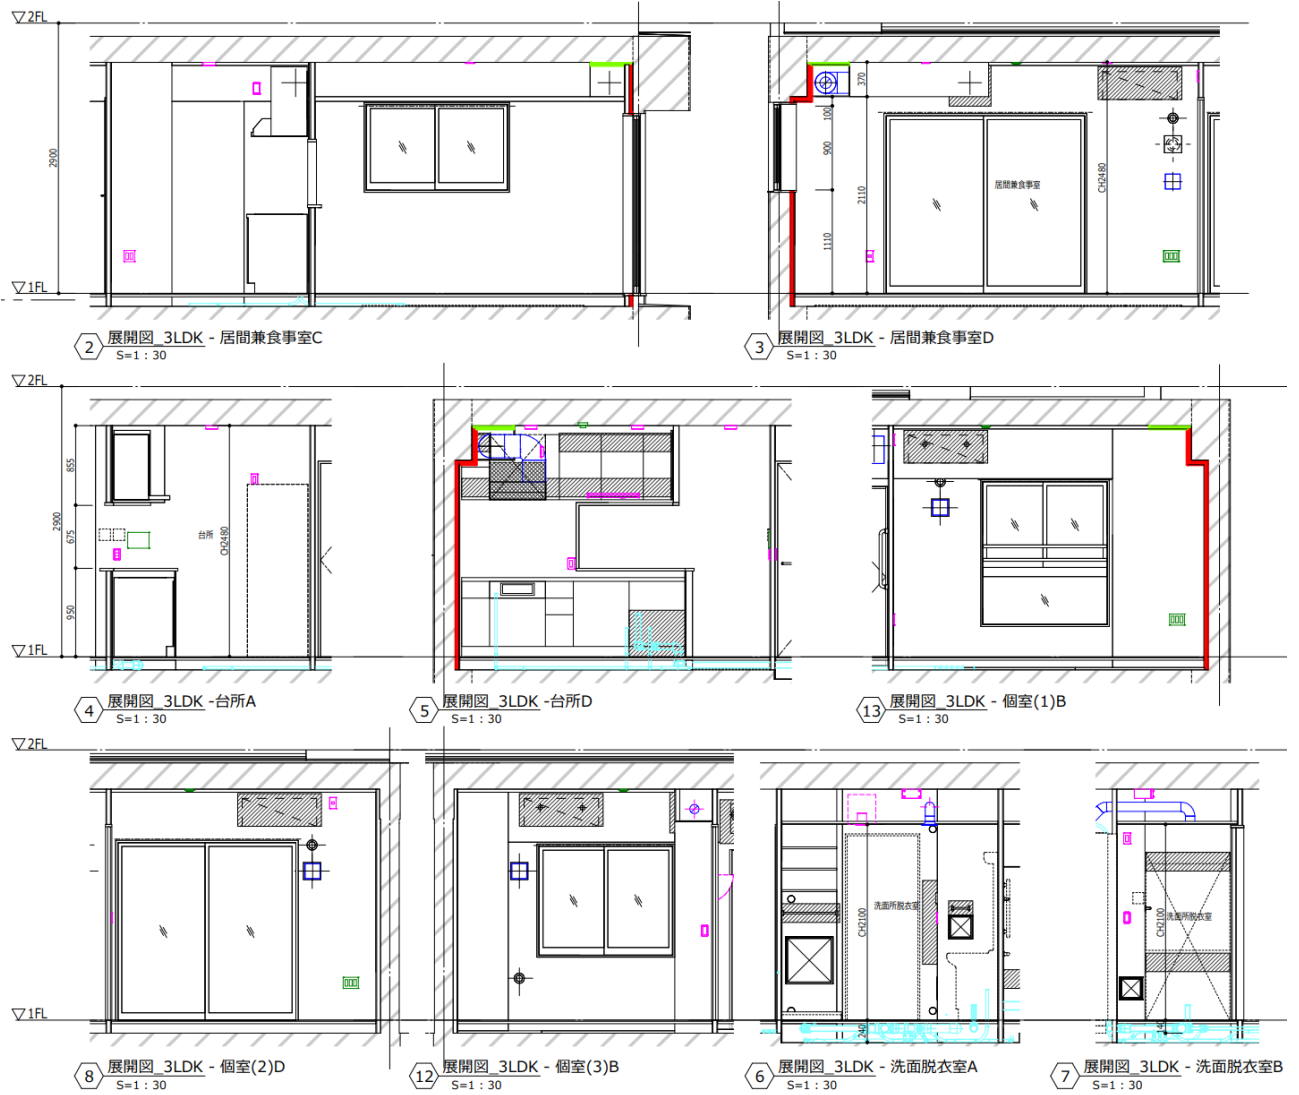 ▽2FL
370
100
900
2110
1110
CH2480
居間兼食事室
2900
▽1FL
2 展開図_3LDK - 居間兼食事室C
S=1：30
3 展開図_3LDK - 居間兼食事室D
S=1：30
▽2FL
855
2900
675
950
台所
CH2480
▽1FL
4 展開図_3LDK -台所A
S=1：30
5 展開図_3LDK -台所D
S=1：30
13 展開図_3LDK - 個室(1)B
S=1：30
▽2FL
CH2100
洗面所脱衣室
240
CH2100
洗面所脱衣室
140
▽1FL
8 展開図_3LDK - 個室(2)D
S=1：30
12 展開図_3LDK - 個室(3)B
S=1：30
6 展開図_3LDK - 洗面脱衣室A
S=1：30
7 展開図_3LDK - 洗面脱衣室B
S=1：30